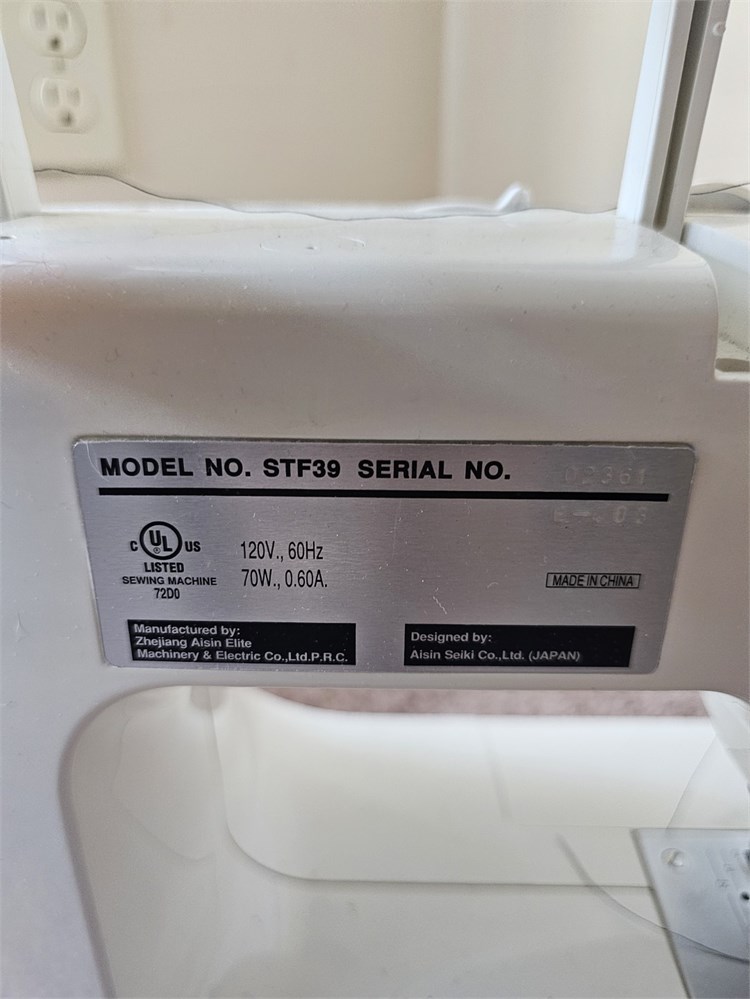 MODEL NO. STF39 SERIAL NO.
C UL ® US
LISTED
SEWING MACHINE
72D0
120V., 60Hz
70W., 0.60A.
MADE IN CHINA
Manufactured by:
Zhejiang Aisin Elite
Machinery & Electric Co.,Ltd.P.R.C.
Designed by:
Aisin Seiki Co.,Ltd. (JAPAN)